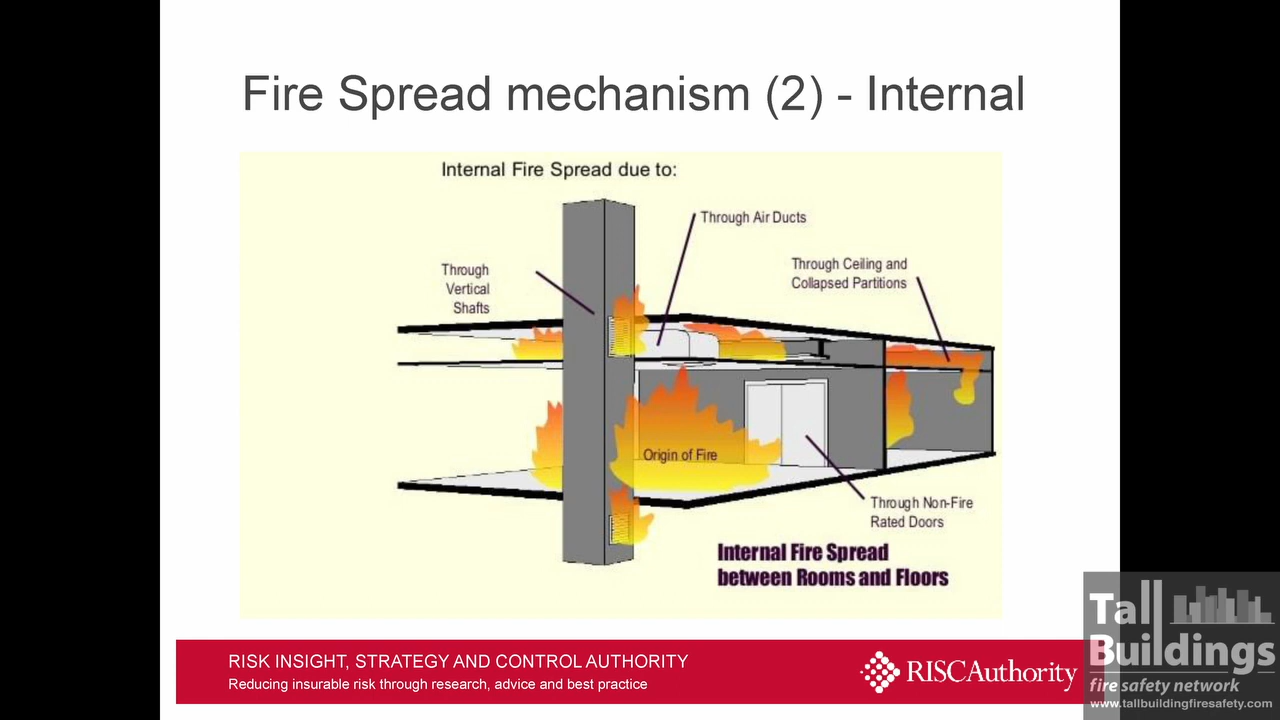 Fire Spread mechanism (2) - Internal
Internal Fire Spread due to:
Through Air Ducts
Through
Vertical
Shafts
Through Ceiling and
Collapsed Partitions
Origin of Fire
Through Non-Fire
Rated Doors
Internal Fire Spread
between Rooms and Floors
RISK INSIGHT, STRATEGY AND CONTROL AUTHORITY
Reducing insurable risk through research, advice and best practice
RISCAuthority
Tall
Buildings
fire safety network
www.tallbuildingfiresafety.com